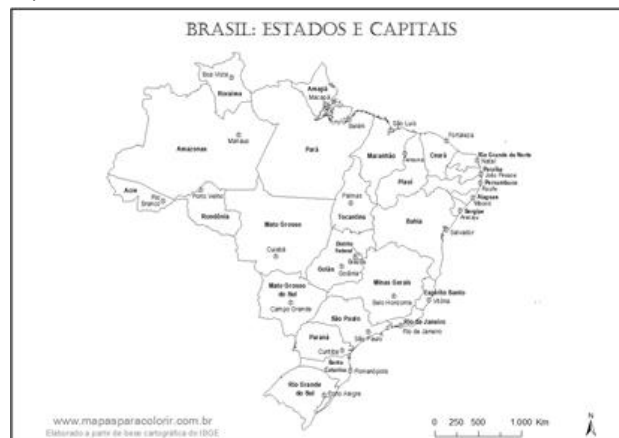 BRASIL: ESTADOS E CAPITAIS
Boa Vista
Roraima
Amapá
Macapá
Belém
São Luís
Fortaleza
Manaus
Amazonas
Pará
Maranhão
Teresina
Ceará
Rio Grande do Norte
Natal
Paraíba
João Pessoa
Pernambuco
Recife
Piauí
Acre
Rio
Branco
Porto Velho
Rondônia
Palmas
Tocantins
Alagoas
Sergipe
Aracaju
Bahia
Salvador
Mato Grosso
Cuiabá
Distrito
Federal
Brasília
Goiás
Goiânia
Minas Gerais
Belo Horizonte
Espírito Santo
Vitória
Mato Grosso
do Sul
Campo Grande
São Paulo
São Paulo
Rio de Janeiro
Rio de Janeiro
Paraná
Curitiba
Santa
Catarina
Florianópolis
Rio Grande
do Sul
Porto Alegre
www.mapasparacolorir.com.br
Elaborado a parte de base cartográfica do IBGE
0 250 500 1.000 Km
N